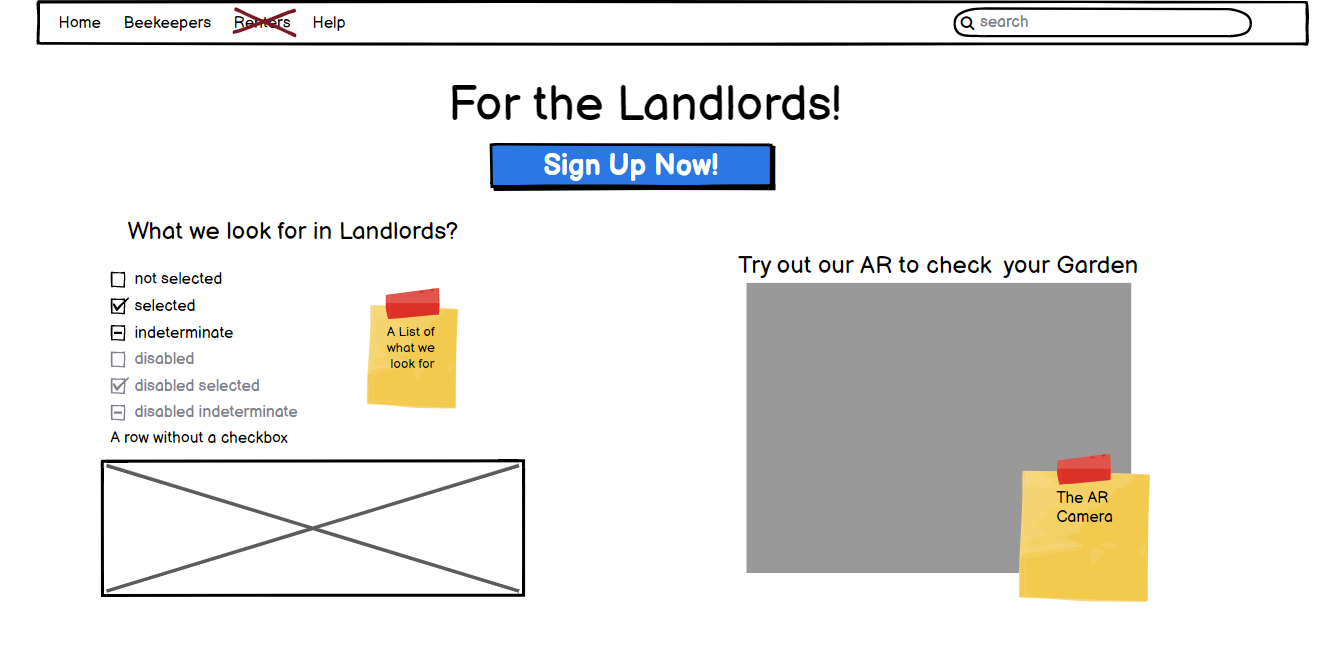 Home Beekeepers Renters Help search
For the Landlords!
Sign Up Now!
What we look for in Landlords?
not selected
selected
indeterminate
disabled
disabled selected
disabled indeterminate
A row without a checkbox
A List of
what we
look for
Try out our AR to check your Garden
The AR
Camera